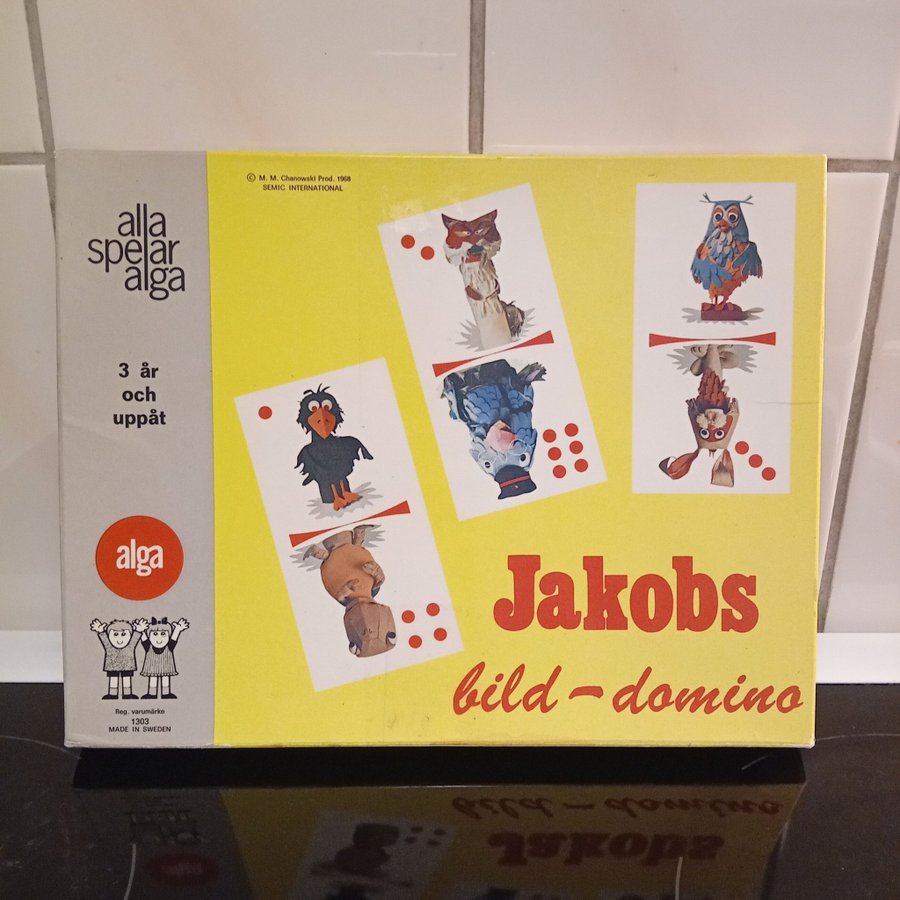 alla
spelar
alga
3 år
och
uppåt
alga
Reg. varumärke
1303
MADE IN SWEDEN
© M. M. Chanowski Prod. 1968
SEMIC INTERNATIONAL
Jakobs
bild - domino